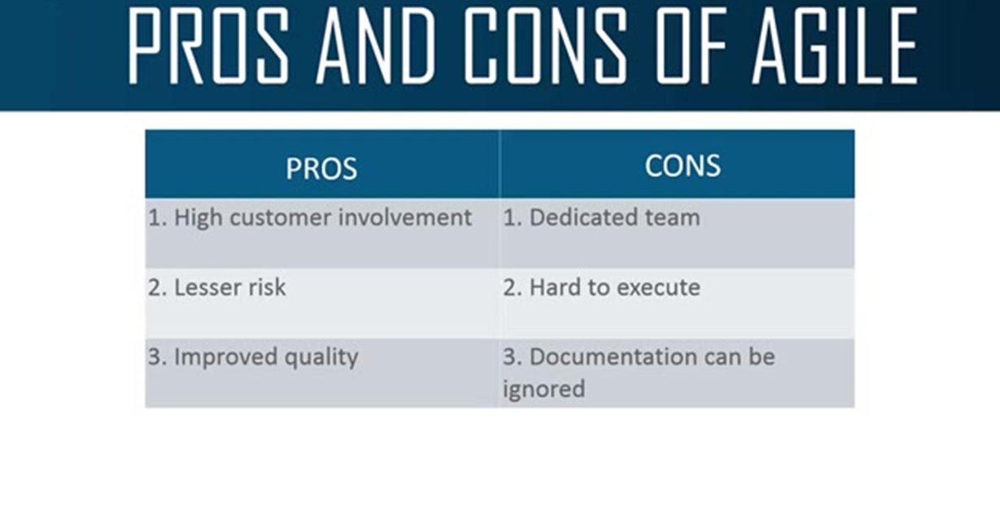 PROS AND CONS OF AGILE
PROS
CONS
1. High customer involvement
1. Dedicated team
2. Lesser risk
2. Hard to execute
3. Improved quality
3. Documentation can be
ignored